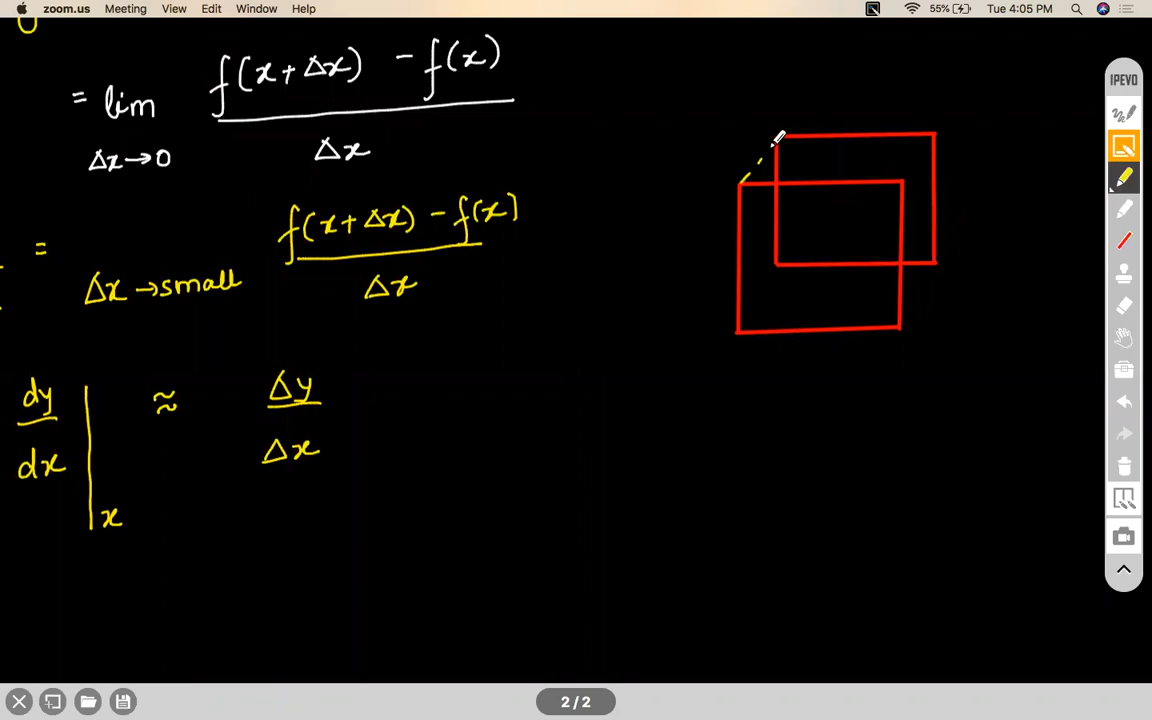 zoom.us Meeting View Edit Window Help 55% Tue 4:05 PM
IPEVO
= lim f(x+Δx) - f(x)
Δx→0 Δx
= f(x+Δx) - f(x)
Δx→small Δx
dy ≈ Δy
dx Δx
x
2/2